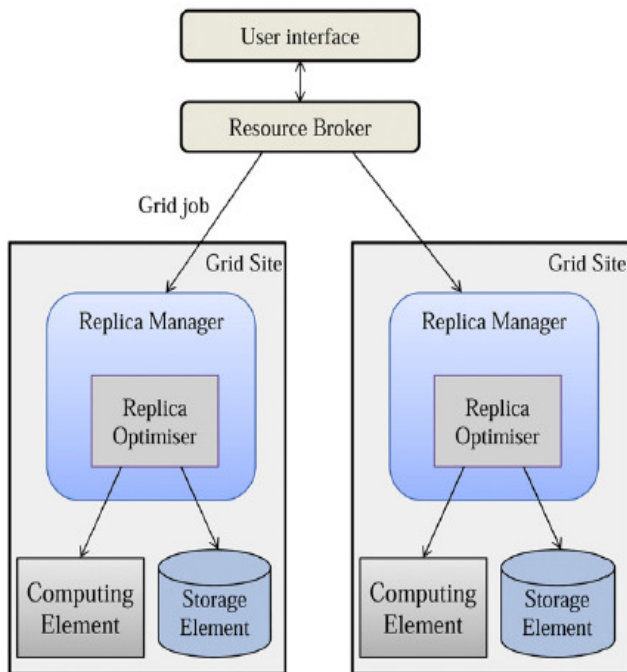 User interface
Resource Broker
Grid job
Grid Site
Replica Manager
Replica
Optimiser
Computing
Element
Storage
Element
Grid Site
Replica Manager
Replica
Optimiser
Computing
Element
Storage
Element